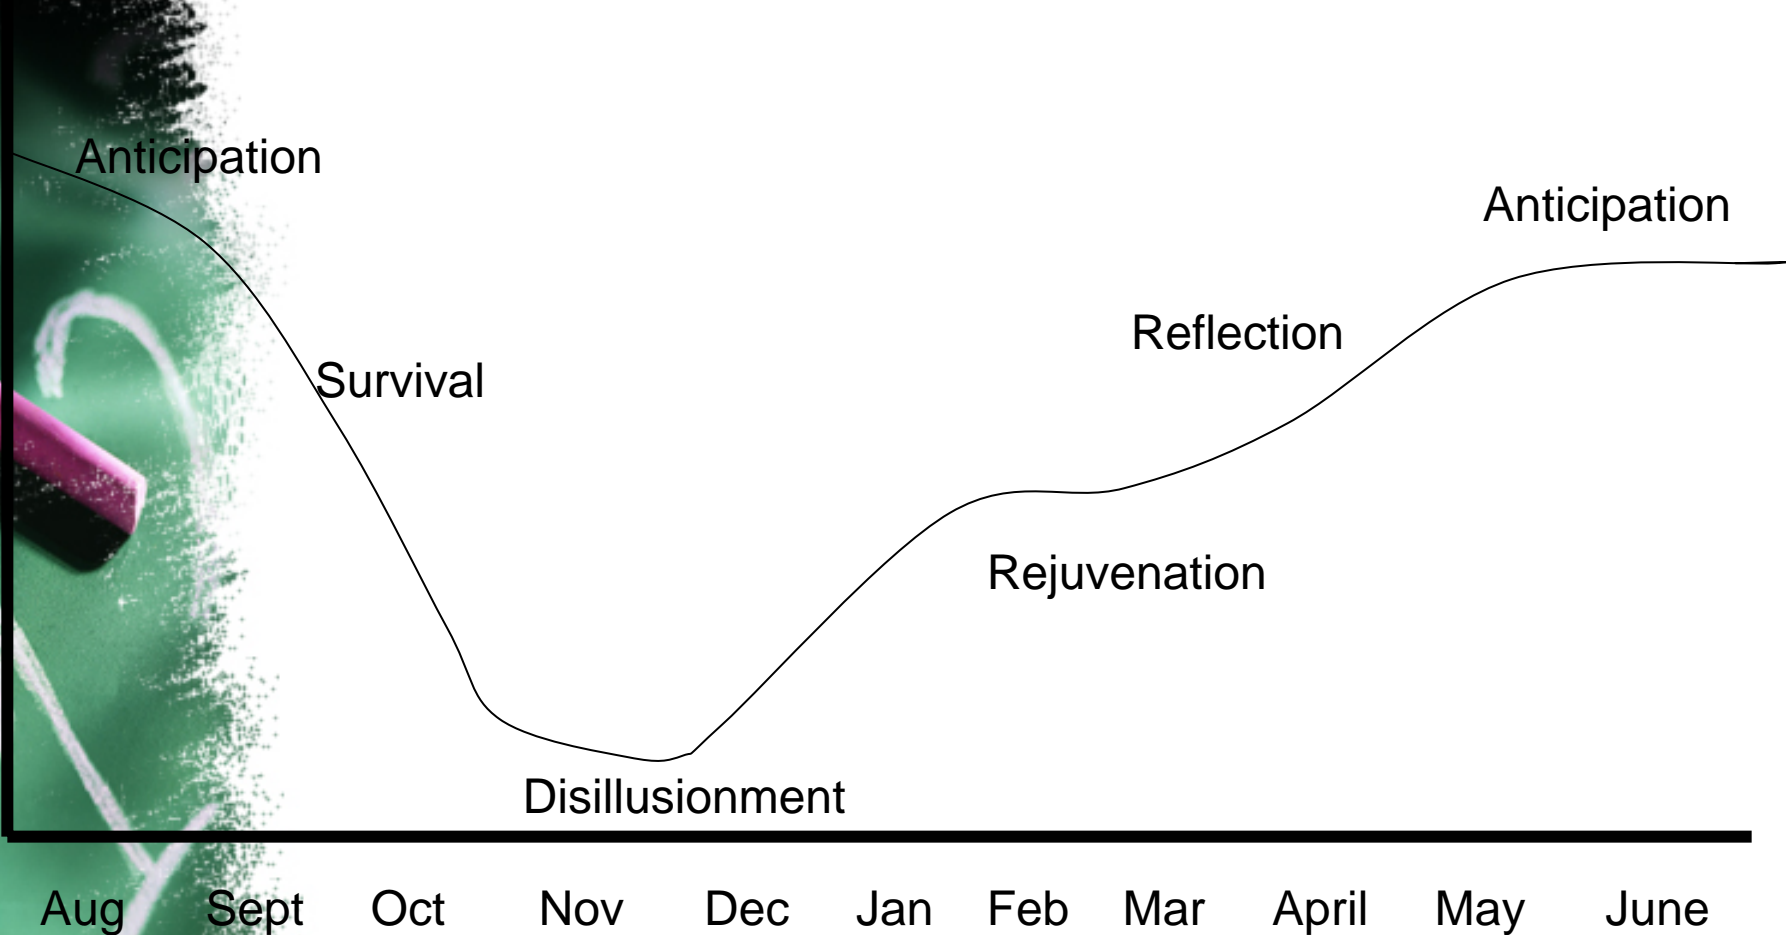 Anticipation
Anticipation
Reflection
Survival
Rejuvenation
Disillusionment
Aug Sept Oct Nov Dec Jan Feb Mar April May June